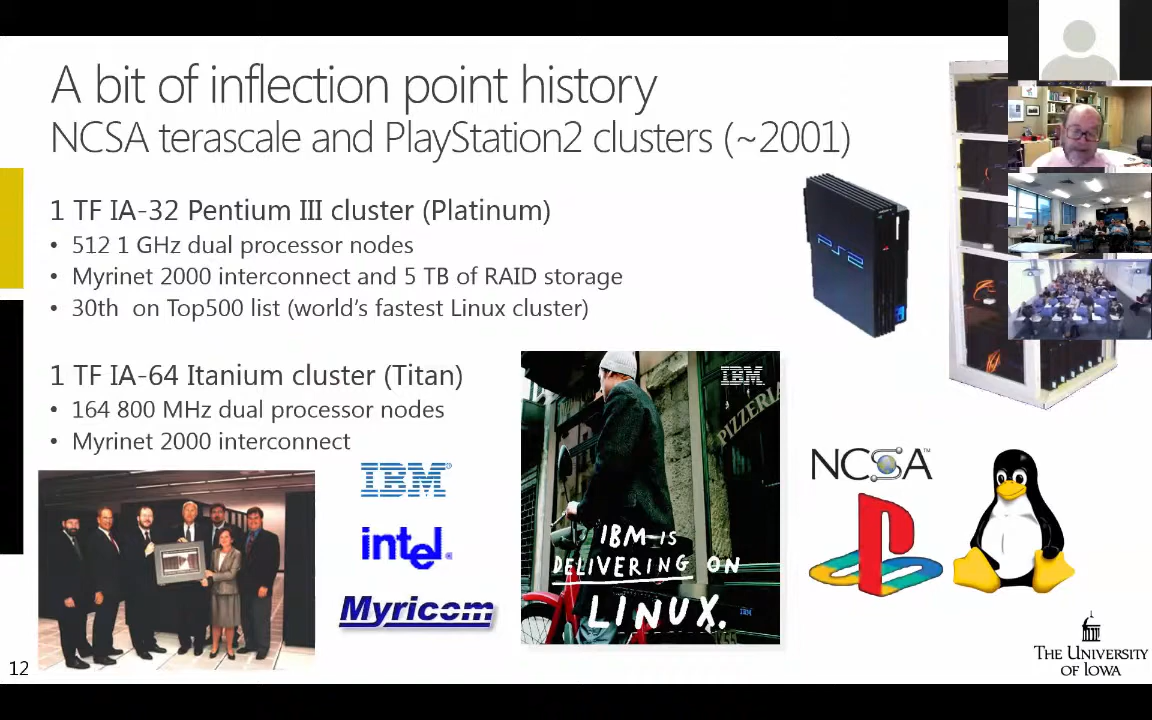 A bit of inflection point history
NCSA terascale and PlayStation2 clusters (~2001)
1 TF IA-32 Pentium III cluster (Platinum)
• 512 1 GHz dual processor nodes
• Myrinet 2000 interconnect and 5 TB of RAID storage
• 30th on Top500 list (world's fastest Linux cluster)
1 TF IA-64 Itanium cluster (Titan)
• 164 800 MHz dual processor nodes
• Myrinet 2000 interconnect
PS2
IBM
intel
Myricom
IBM
PIZZERIA
IBM IS
DELIVERING ON
LINUX.
IBM
NCSA
THE UNIVERSITY
OF IOWA
12